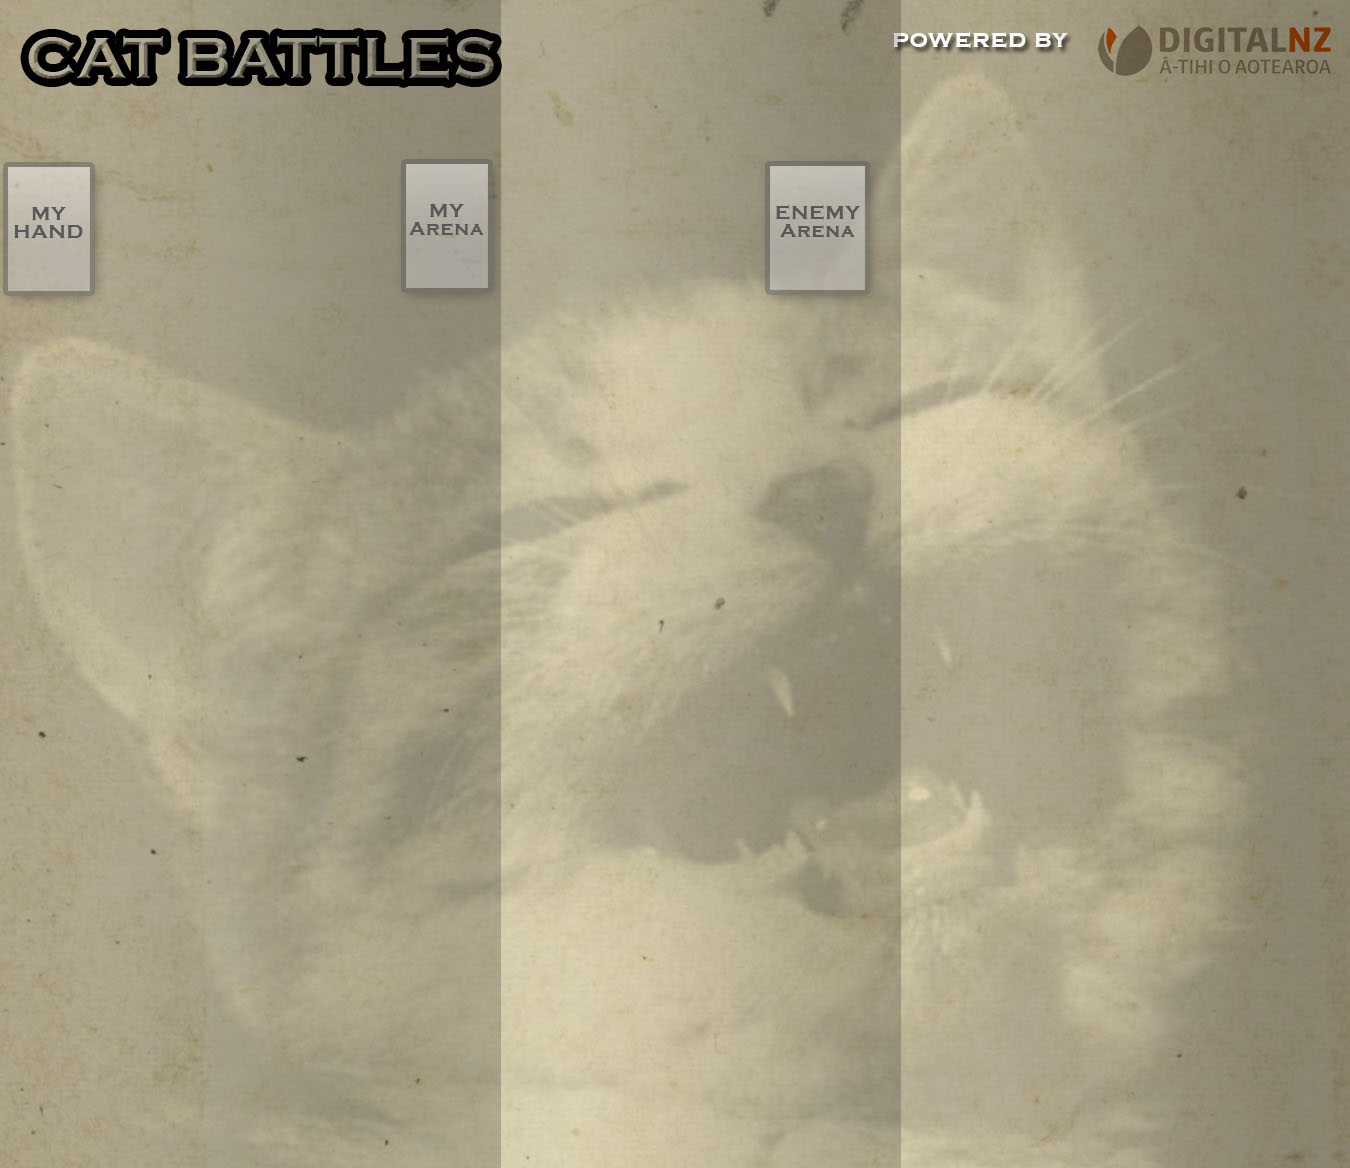 CAT BATTLES
POWERED BY
DIGITALNZ
Ā-TIHI O AOTEAROA
MY
HAND
MY
ARENA
ENEMY
ARENA